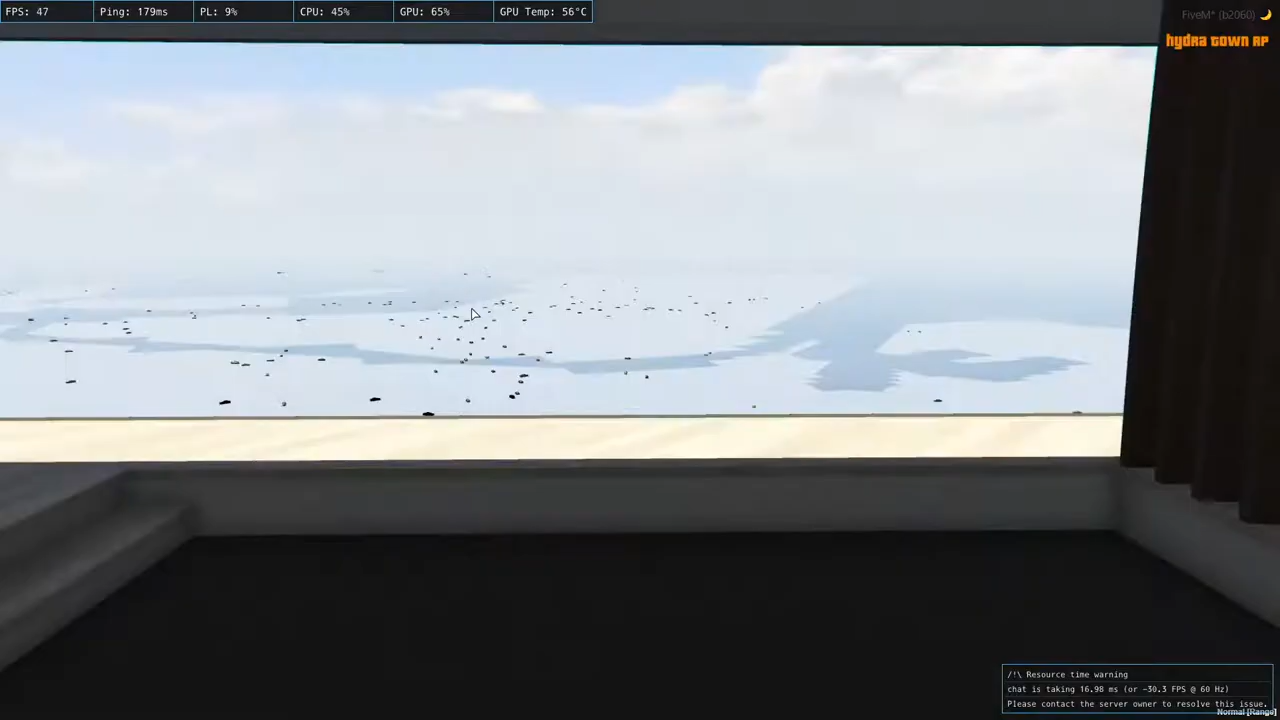 FPS: 47 Ping: 179ms PL: 9% CPU: 45% GPU: 65% GPU Temp: 56°C
FiveM* (b2060)
hydra town rp
/!\ Resource time warning
chat is taking 16.98 ms (or -30.3 FPS @ 60 Hz)
Please contact the server owner to resolve this issue.
Normal [Range]